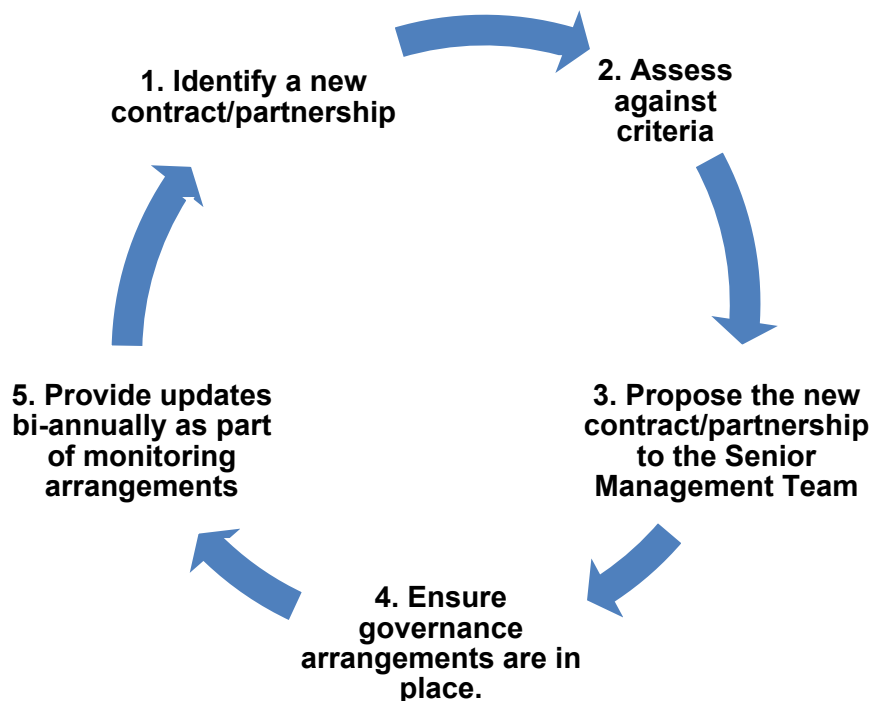 1. Identify a new
contract/partnership
2. Assess
against
criteria
3. Propose the new
contract/partnership
to the Senior
Management Team
4. Ensure
governance
arrangements are in
place.
5. Provide updates
bi-annually as part
of monitoring
arrangements